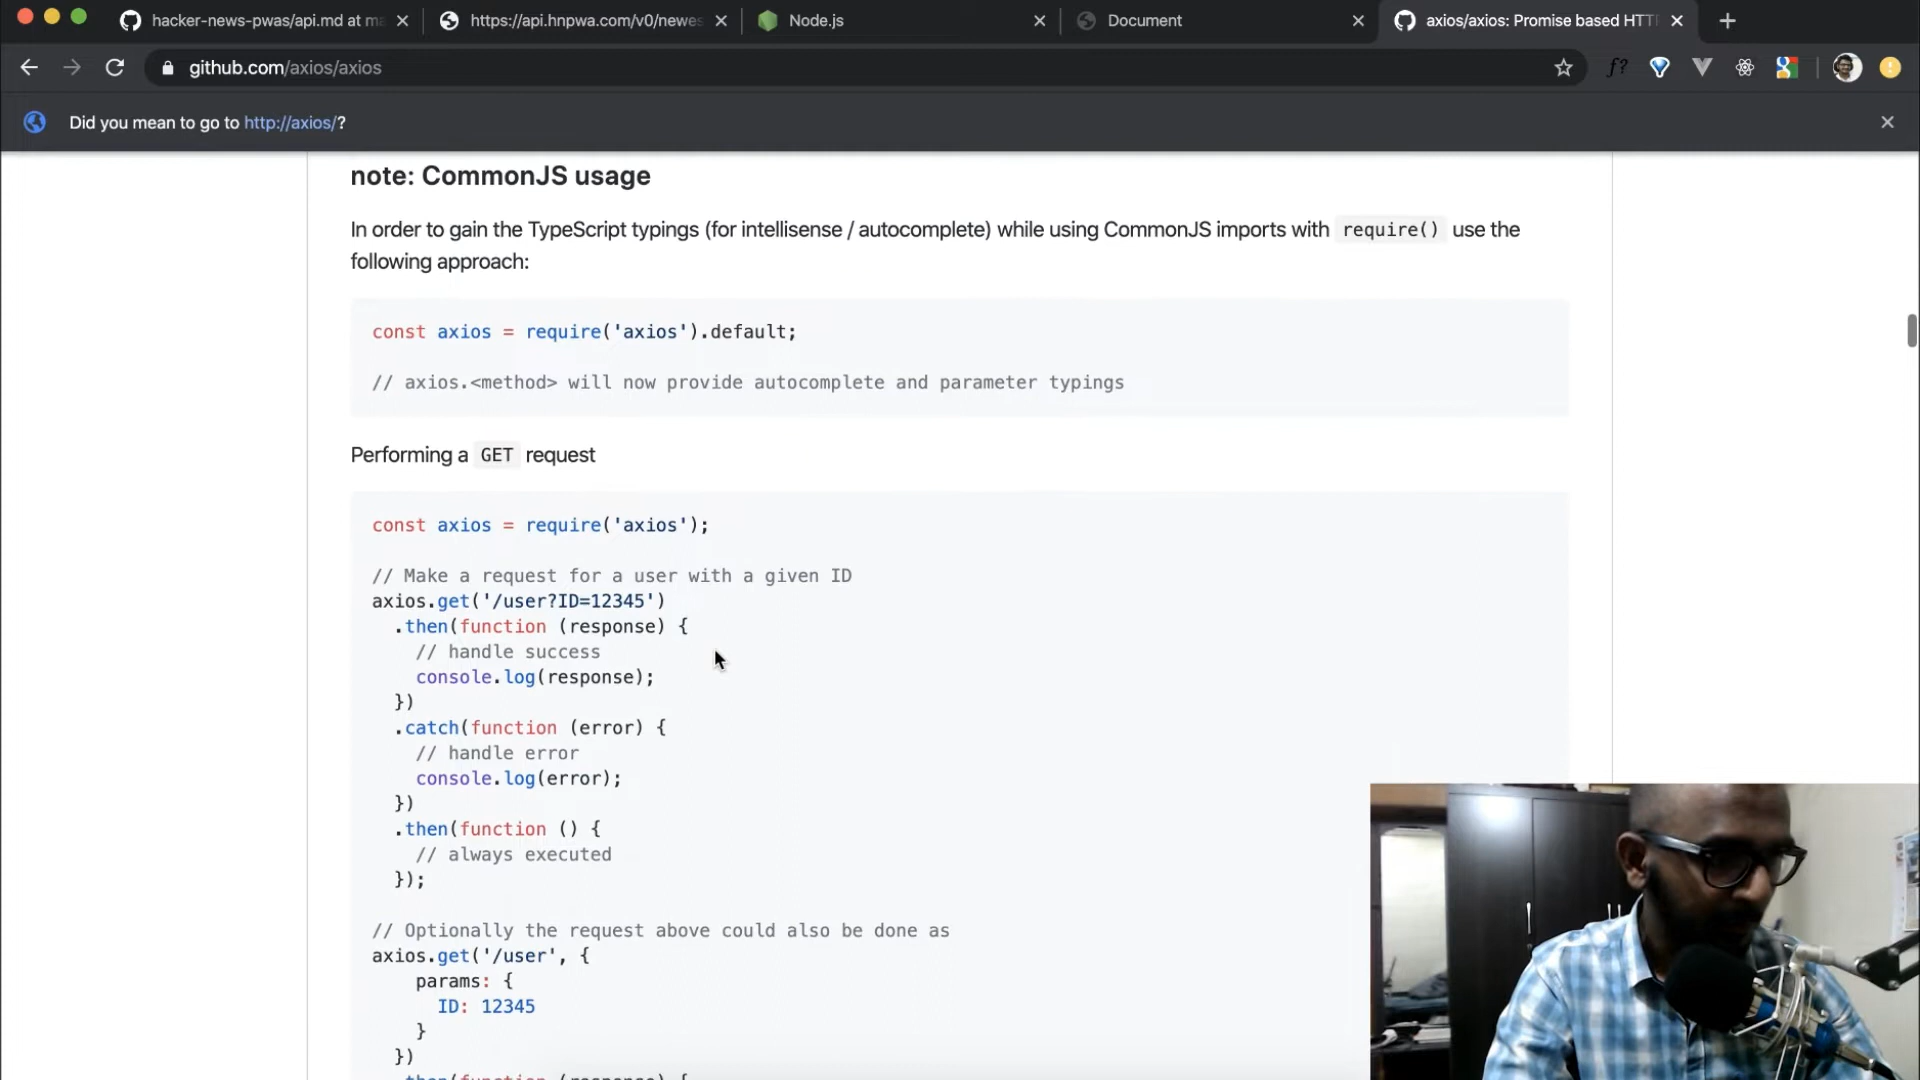 hacker-news-pwas/api.md at ma
https://api.hnpwa.com/v0/newes
Node.js
Document
axios/axios: Promise based HTT
github.com/axios/axios
f?
Did you mean to go to http://axios/?
note: CommonJS usage
In order to gain the TypeScript typings (for intellisense / autocomplete) while using CommonJS imports with require() use the
following approach:
const axios = require('axios').default;
// axios.<method> will now provide autocomplete and parameter typings
Performing a GET request
const axios = require('axios');
// Make a request for a user with a given ID
axios.get('/user?ID=12345')
.then(function (response) {
// handle success
console.log(response);
})
.catch(function (error) {
// handle error
console.log(error);
})
.then(function () {
// always executed
});
// Optionally the request above could also be done as
axios.get('/user', {
params: {
ID: 12345
}
})
.then(function (response) {